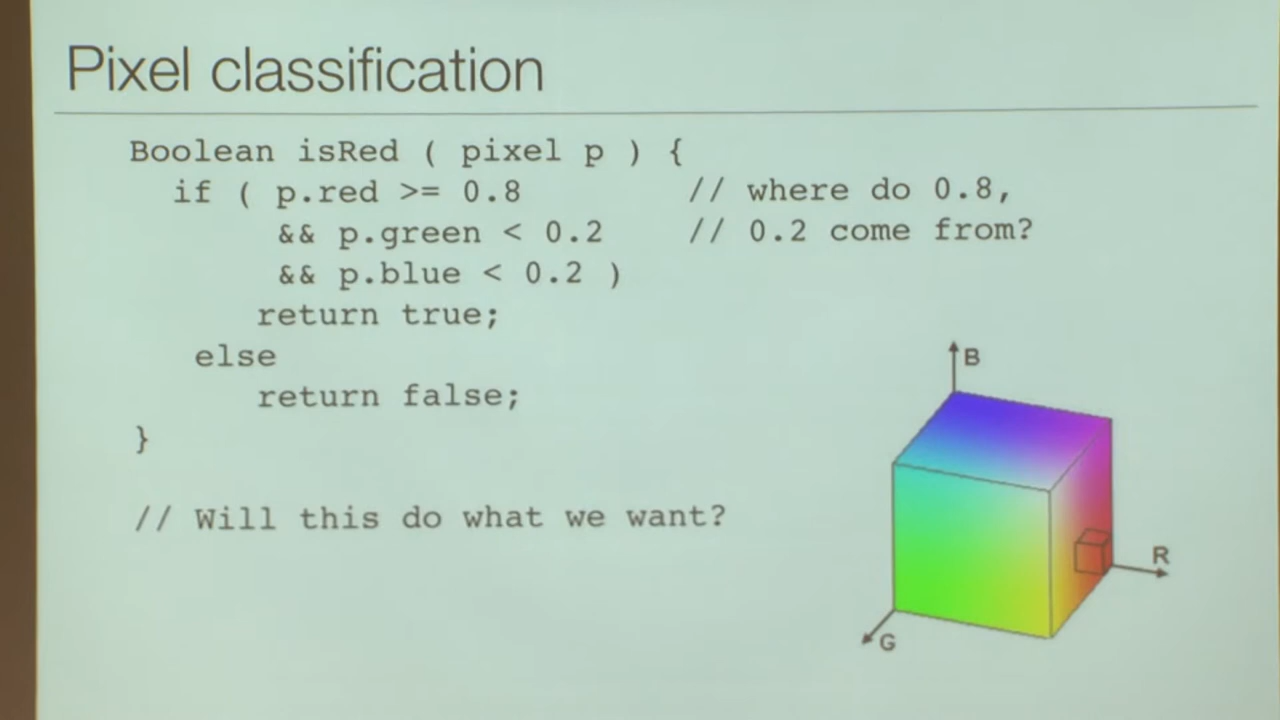 Pixel classification
Boolean isRed ( pixel p ) {
if ( p.red >= 0.8 // where do 0.8,
&& p.green < 0.2 // 0.2 come from?
&& p.blue < 0.2 )
return true;
else
return false;
}
// Will this do what we want?
B
R
G